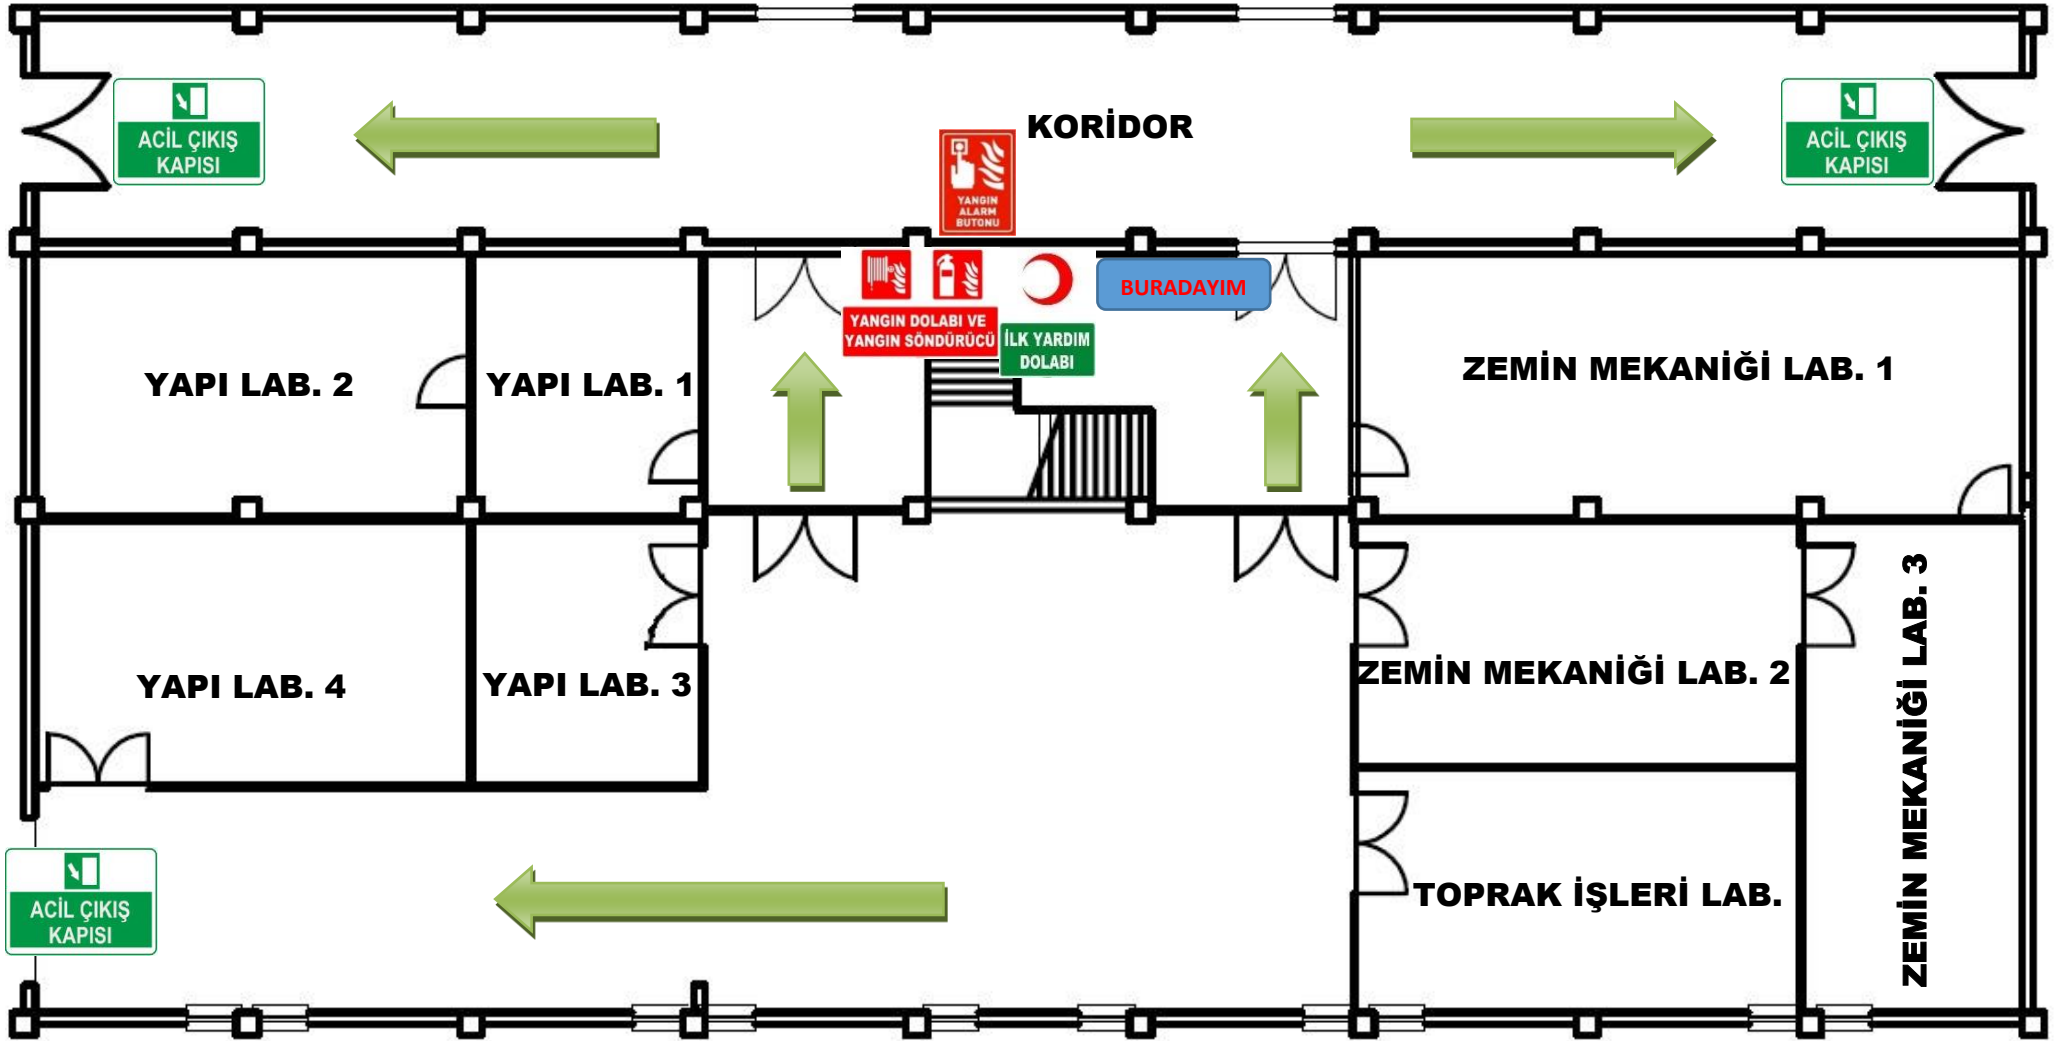 ACİL ÇIKIŞ
KAPISI
KORİDOR
ACİL ÇIKIŞ
KAPISI
YANGIN
ALARM
BUTONU
BURADAYIM
YANGIN DOLABI VE
YANGIN SÖNDÜRÜCÜ
İLK YARDIM
DOLABI
YAPI LAB. 2
YAPI LAB. 1
ZEMİN MEKANİĞİ LAB. 1
YAPI LAB. 4
YAPI LAB. 3
ZEMİN MEKANİĞİ LAB. 2
ZEMİN MEKANİĞİ LAB. 3
ACİL ÇIKIŞ
KAPISI
TOPRAK İŞLERİ LAB.